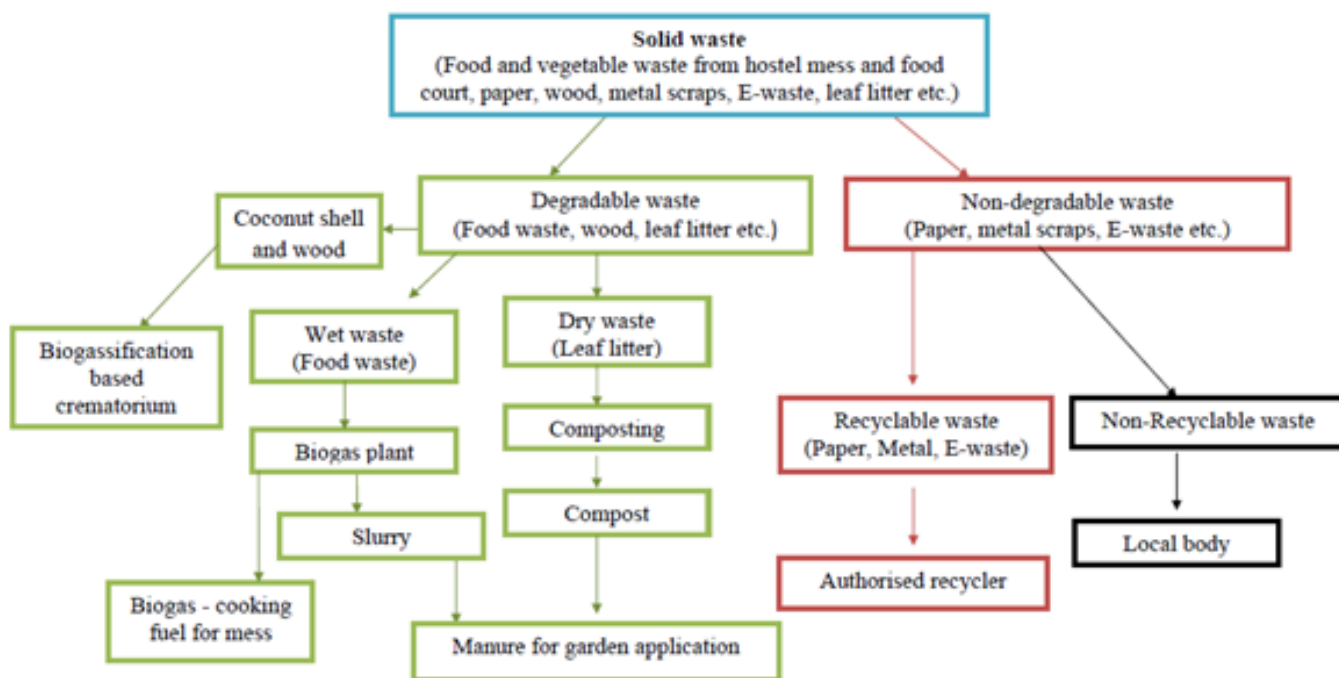 Solid waste
(Food and vegetable waste from hostel mess and food
court, paper, wood, metal scraps, E-waste, leaf litter etc.)
Degradable waste
(Food waste, wood, leaf litter etc.}
Non-degradable waste
(Paper, metal scraps, E-waste etc.)
Coconut shell
and wood
Biogassification
based
crematorium
Wet waste
(Food waste)
Dry waste
(Leaf litter)
Biogas plant
Composting
Slurry
Compost
Biogas - cooking
fuel for mess
Manure for garden application
Recyclable waste
(Paper, Metal, E-waste)
Non-Recyclable waste
Authorised recycler
Local body